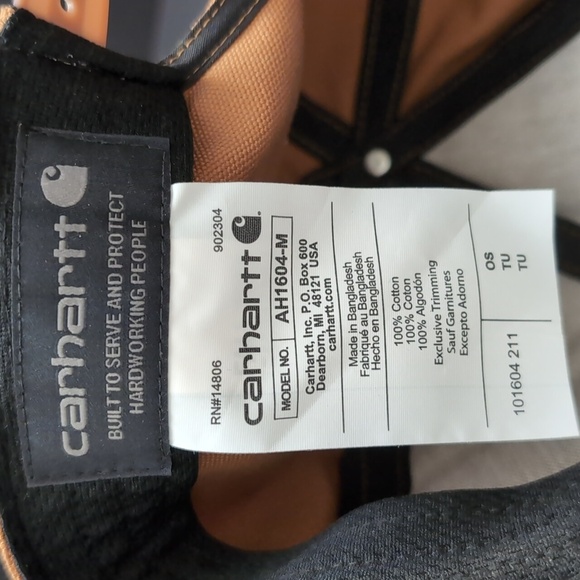 carhartt
BUILT TO SERVE AND PROTECT
HARDWORKING PEOPLE
RN#14806 902304
carhartt
MODEL NO. AH1604-M
Carhartt, Inc. P.O. Box 600
Dearborn, MI 48121 USA
carhartt.com
Made in Bangladesh
Fabriqué au Bangladesh
Hecho en Bangladesh
100% Cotton
100% Cotton
100% Algodón
Exclusive Trimming
Sauf Garnitures
Excepto Adorno
OS
TU
TU
101604 211